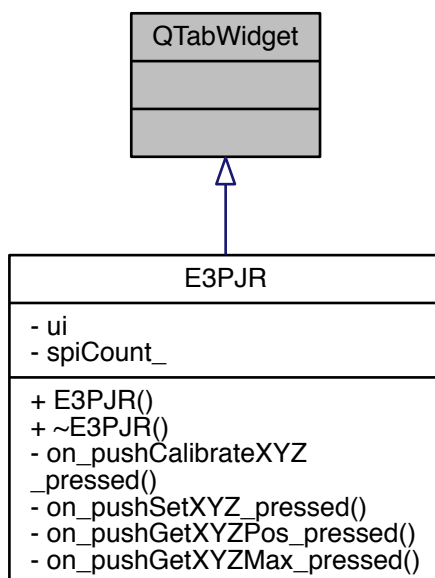 QTabWidget
E3PJR
- ui
- spiCount_
+ E3PJR()
+ ~E3PJR()
- on_pushCalibrateXYZ
_pressed()
- on_pushSetXYZ_pressed()
- on_pushGetXYZPos_pressed()
- on_pushGetXYZMax_pressed()